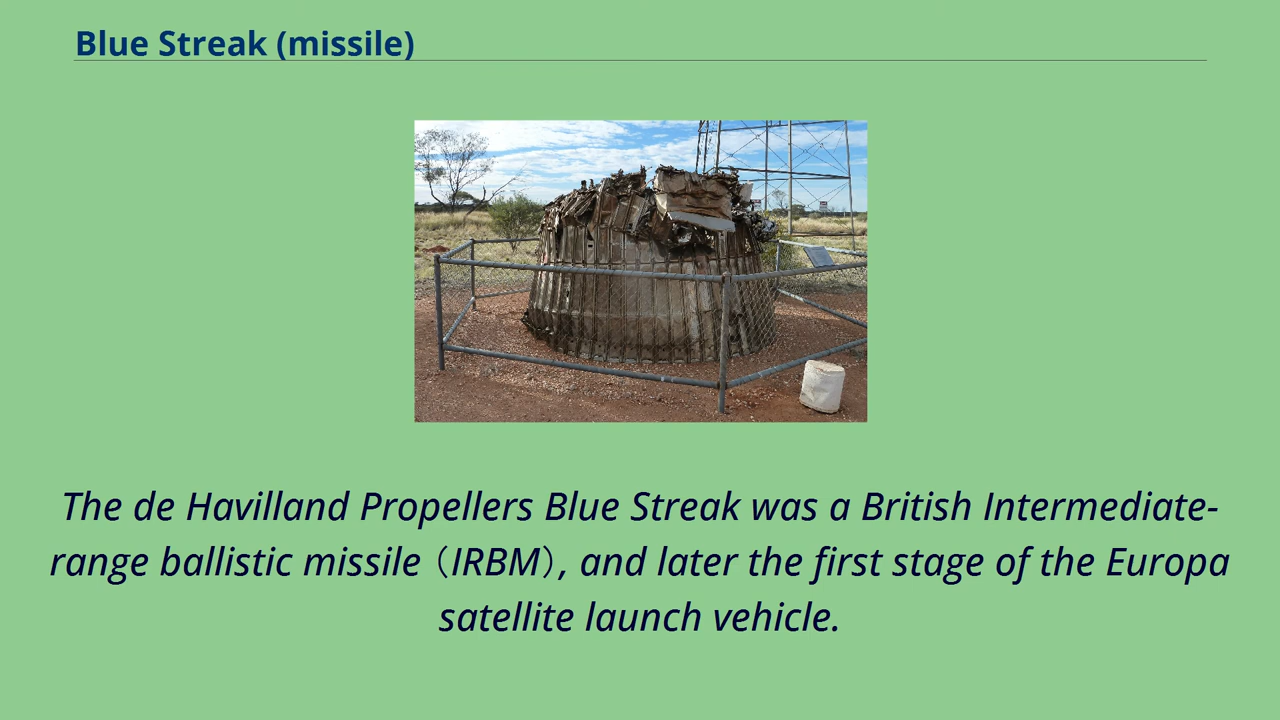 Blue Streak (missile)
The de Havilland Propellers Blue Streak was a British Intermediate-
range ballistic missile（IRBM）, and later the first stage of the Europa
satellite launch vehicle.